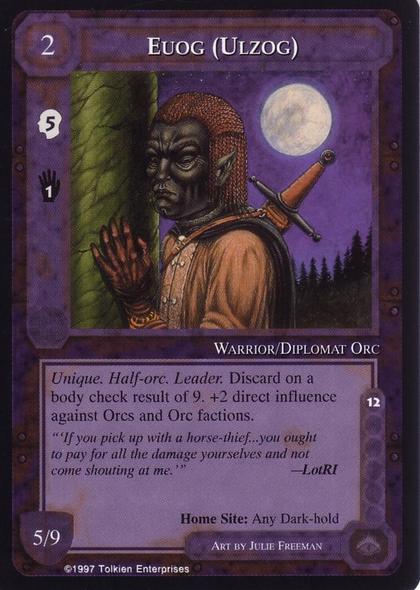 2
EUOG (ULZOG)
5
1
WARRIOR/DIPLOMAT ORC
Unique. Half-orc. Leader. Discard on a
body check result of 9. +2 direct influence
against Orcs and Orc factions.
12
“‘If you pick up with a horse-thief...you ought
to pay for all the damage yourselves and not
come shouting at me.’” —LotRI
Home Site: Any Dark-hold
5/9
ART BY JULIE FREEMAN
©1997 Tolkien Enterprises